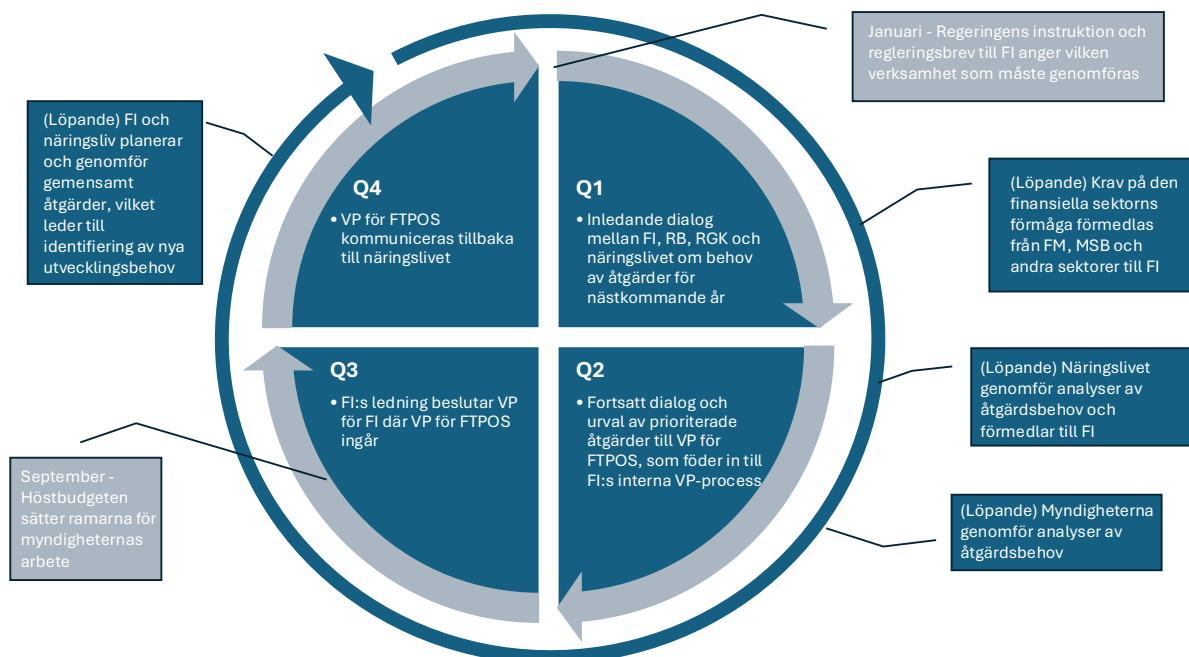 Januari - Regeringens instruktion och
regleringsbrev till FI anger vilken
verksamhet som måste genomföras
(Löpande) FI och
näringsliv planerar
och genomför
gemensamt
åtgärder, vilket
leder till
identifiering av nya
utvecklingsbehov
Q4
• VP för FTPOS
kommuniceras tillbaka
till näringslivet
Q1
• Inledande dialog
mellan FI, RB, RGK och
näringslivet om behov
av åtgärder för
nästkommande år
(Löpande) Krav på den
finansiella sektorns
förmåga förmedlas
från FM, MSB och
andra sektorer till FI
Q3
• FI:s ledning beslutar VP
för FI där VP för FTPOS
ingår
Q2
• Fortsatt dialog och
urval av prioriterade
åtgärder till VP för
FTPOS, som föder in till
FI:s interna VP-process
(Löpande) Näringslivet
genomför analyser av
åtgärdsbehov och
förmedlar till FI
September -
Höstbudgeten
sätter ramarna för
myndigheternas
arbete
(Löpande) Myndigheterna
genomför analyser av
åtgärdsbehov